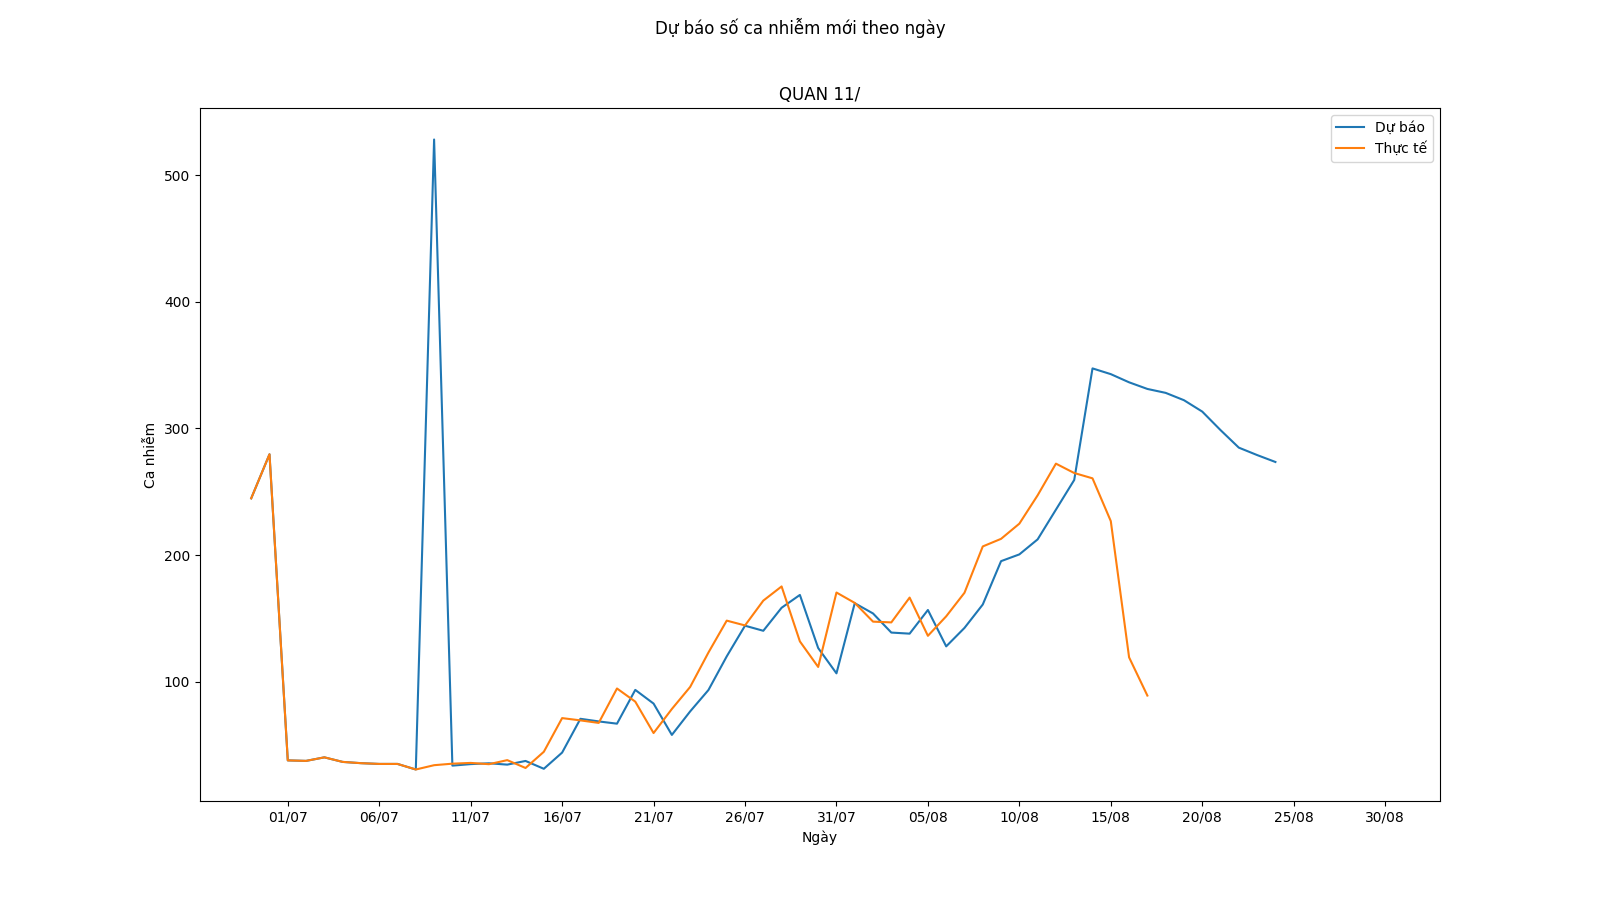 Dự báo số ca nhiễm mới theo ngày
QUAN 11/
Dự báo
Thực tế
500
400
300
200
100
Ca nhiễm
01/07 06/07 11/07 16/07 21/07 26/07 31/07 05/08 10/08 15/08 20/08 25/08 30/08
Ngày